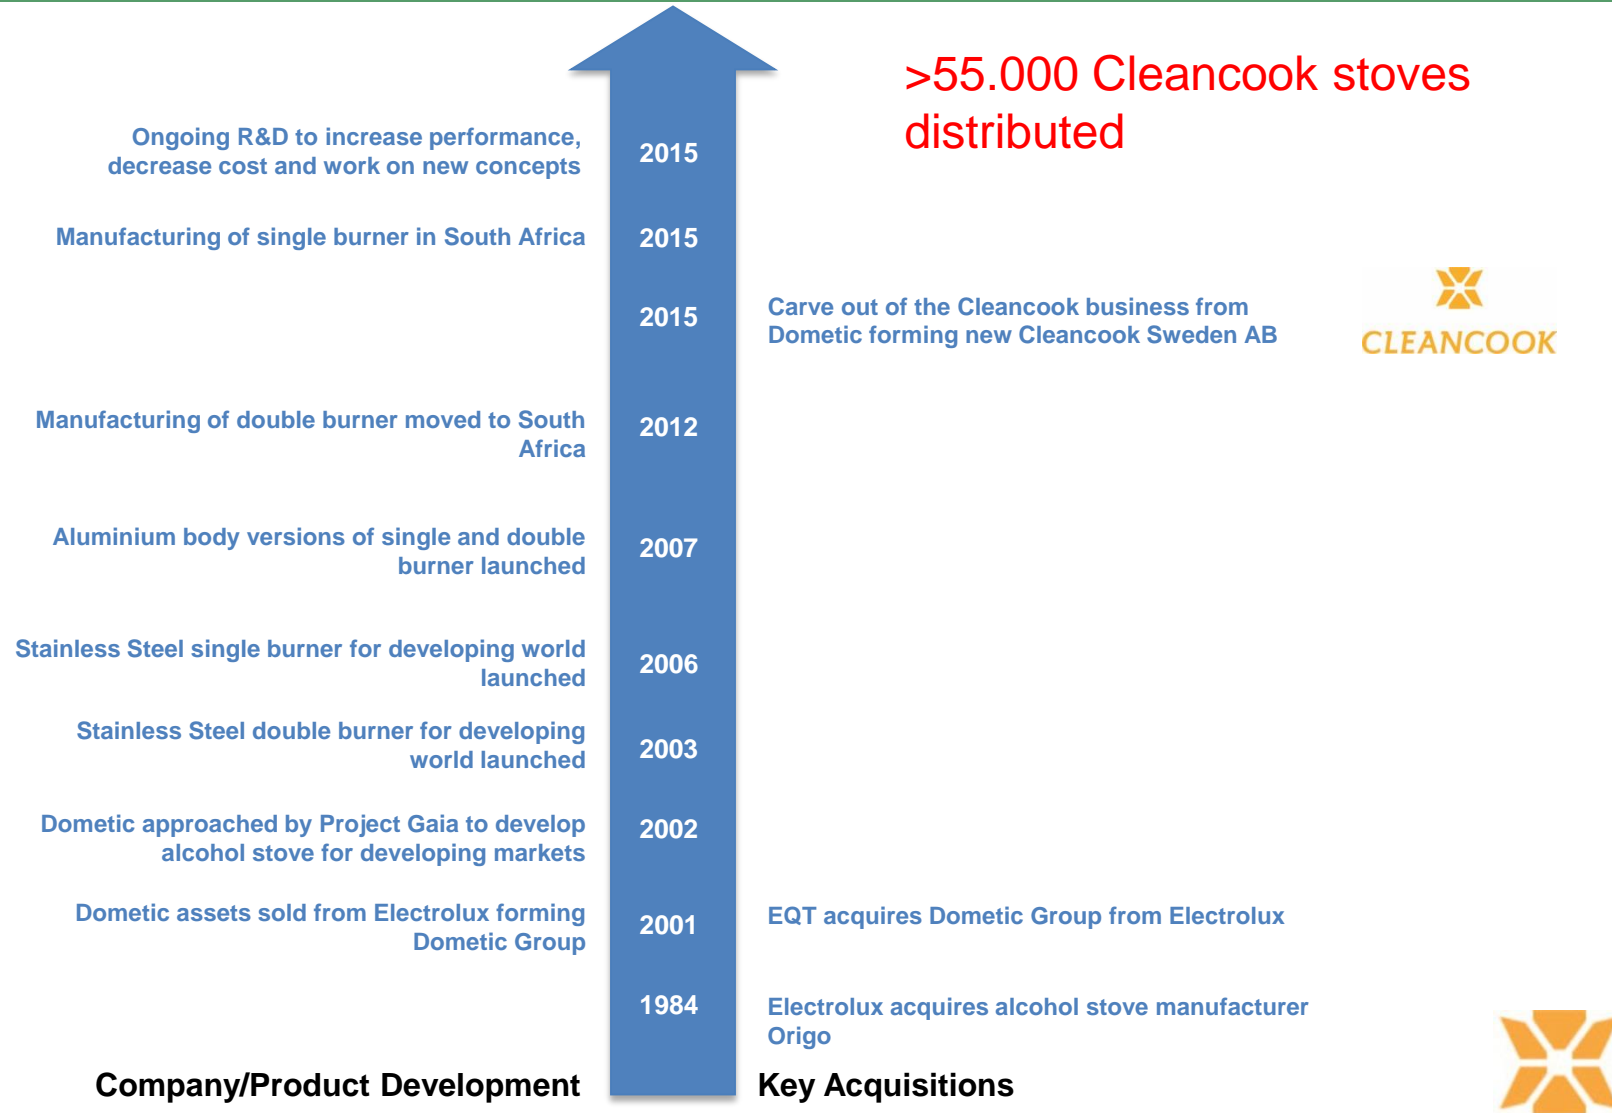 >55.000 Cleancook stoves
distributed
Ongoing R&D to increase performance,
decrease cost and work on new concepts
2015
Manufacturing of single burner in South Africa
2015
2015
Carve out of the Cleancook business from
Dometic forming new Cleancook Sweden AB
CLEANCOOK
Manufacturing of double burner moved to South
Africa
2012
Aluminium body versions of single and double
burner launched
2007
Stainless Steel single burner for developing world
launched
2006
Stainless Steel double burner for developing
world launched
2003
Dometic approached by Project Gaia to develop
alcohol stove for developing markets
2002
Dometic assets sold from Electrolux forming
Dometic Group
2001
EQT acquires Dometic Group from Electrolux
1984
Electrolux acquires alcohol stove manufacturer
Origo
Company/Product Development
Key Acquisitions